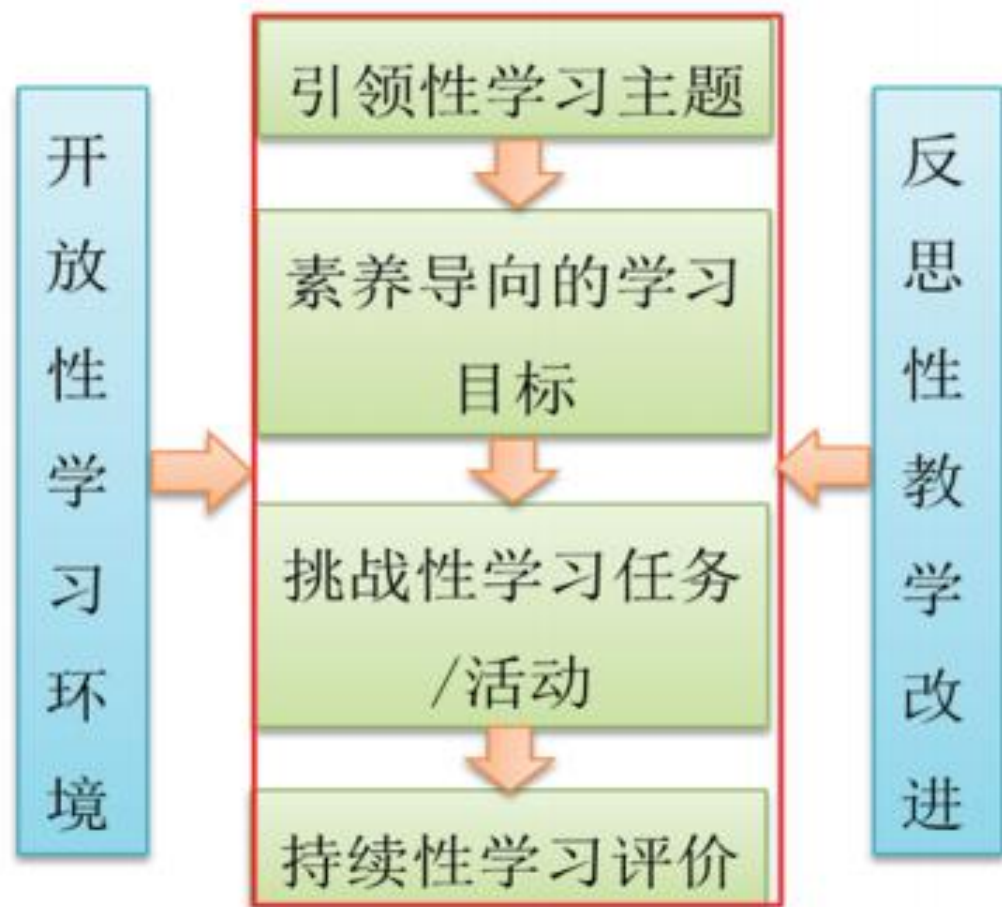 开放性学习环境
引领性学习主题
素养导向的学习
目标
挑战性学习任务
/活动
持续性学习评价
反思性教学改进